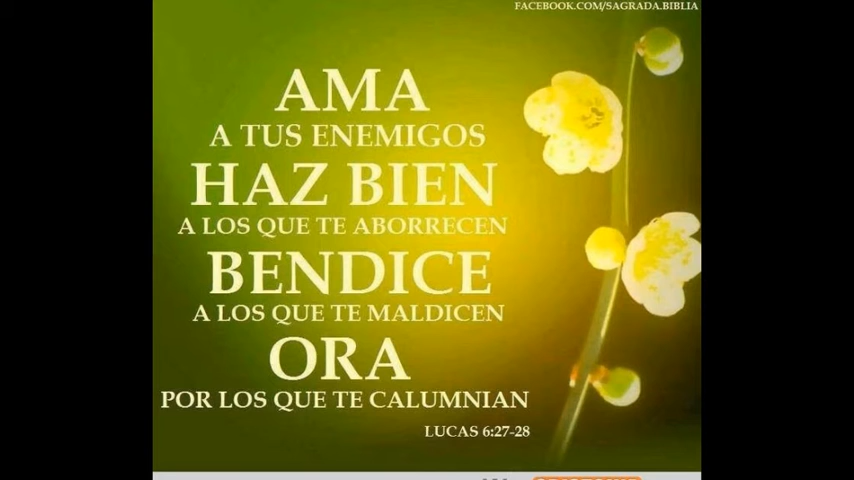 FACEBOOK.COM/SAGRADA.BIBLIA
AMA
A TUS ENEMIGOS
HAZ BIEN
A LOS QUE TE ABORRECEN
BENDICE
A LOS QUE TE MALDICEN
ORA
POR LOS QUE TE CALUMNIAN
LUCAS 6:27-28